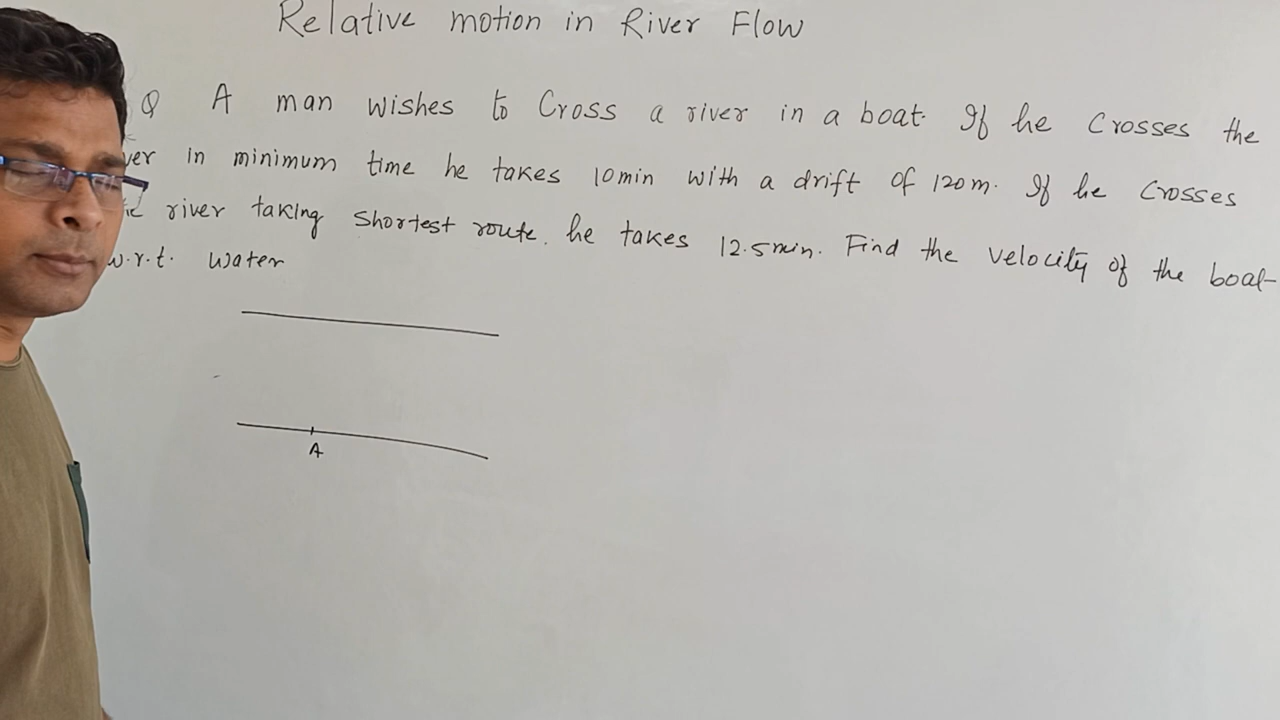 Relative motion in River Flow
Q A man wishes to Cross a river in a boat. If he Crosses the
ver in minimum time he takes 10min with a drift of 120m. If he Crosses
river taking Shortest route. he takes 12.5min. Find the velocity of the boat
w.r.t. water
A